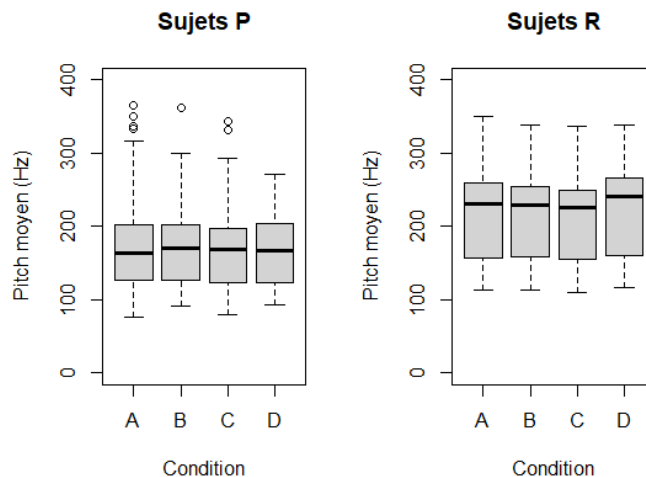 Sujets P
Pitch moyen (Hz)
400
300
200
100
0
A B C D
Condition
Sujets R
Pitch moyen (Hz)
400
300
200
100
0
A B C D
Condition